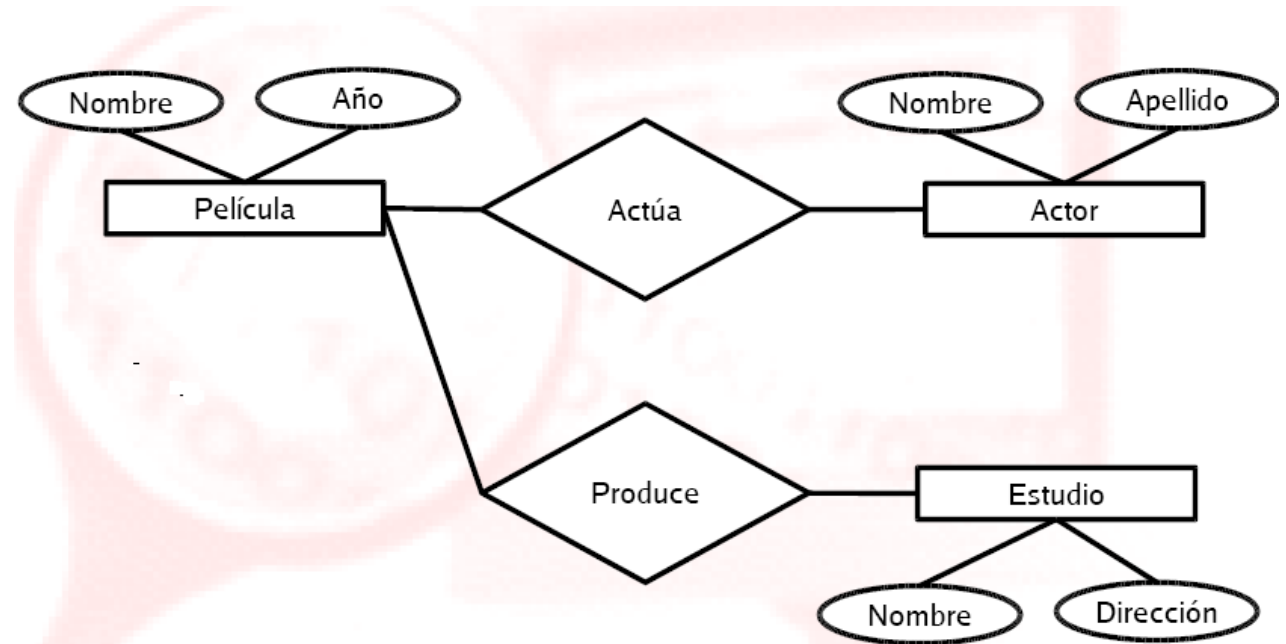 Nombre
Año
Nombre
Apellido
Película
Actúa
Actor
Produce
Estudio
Nombre
Dirección